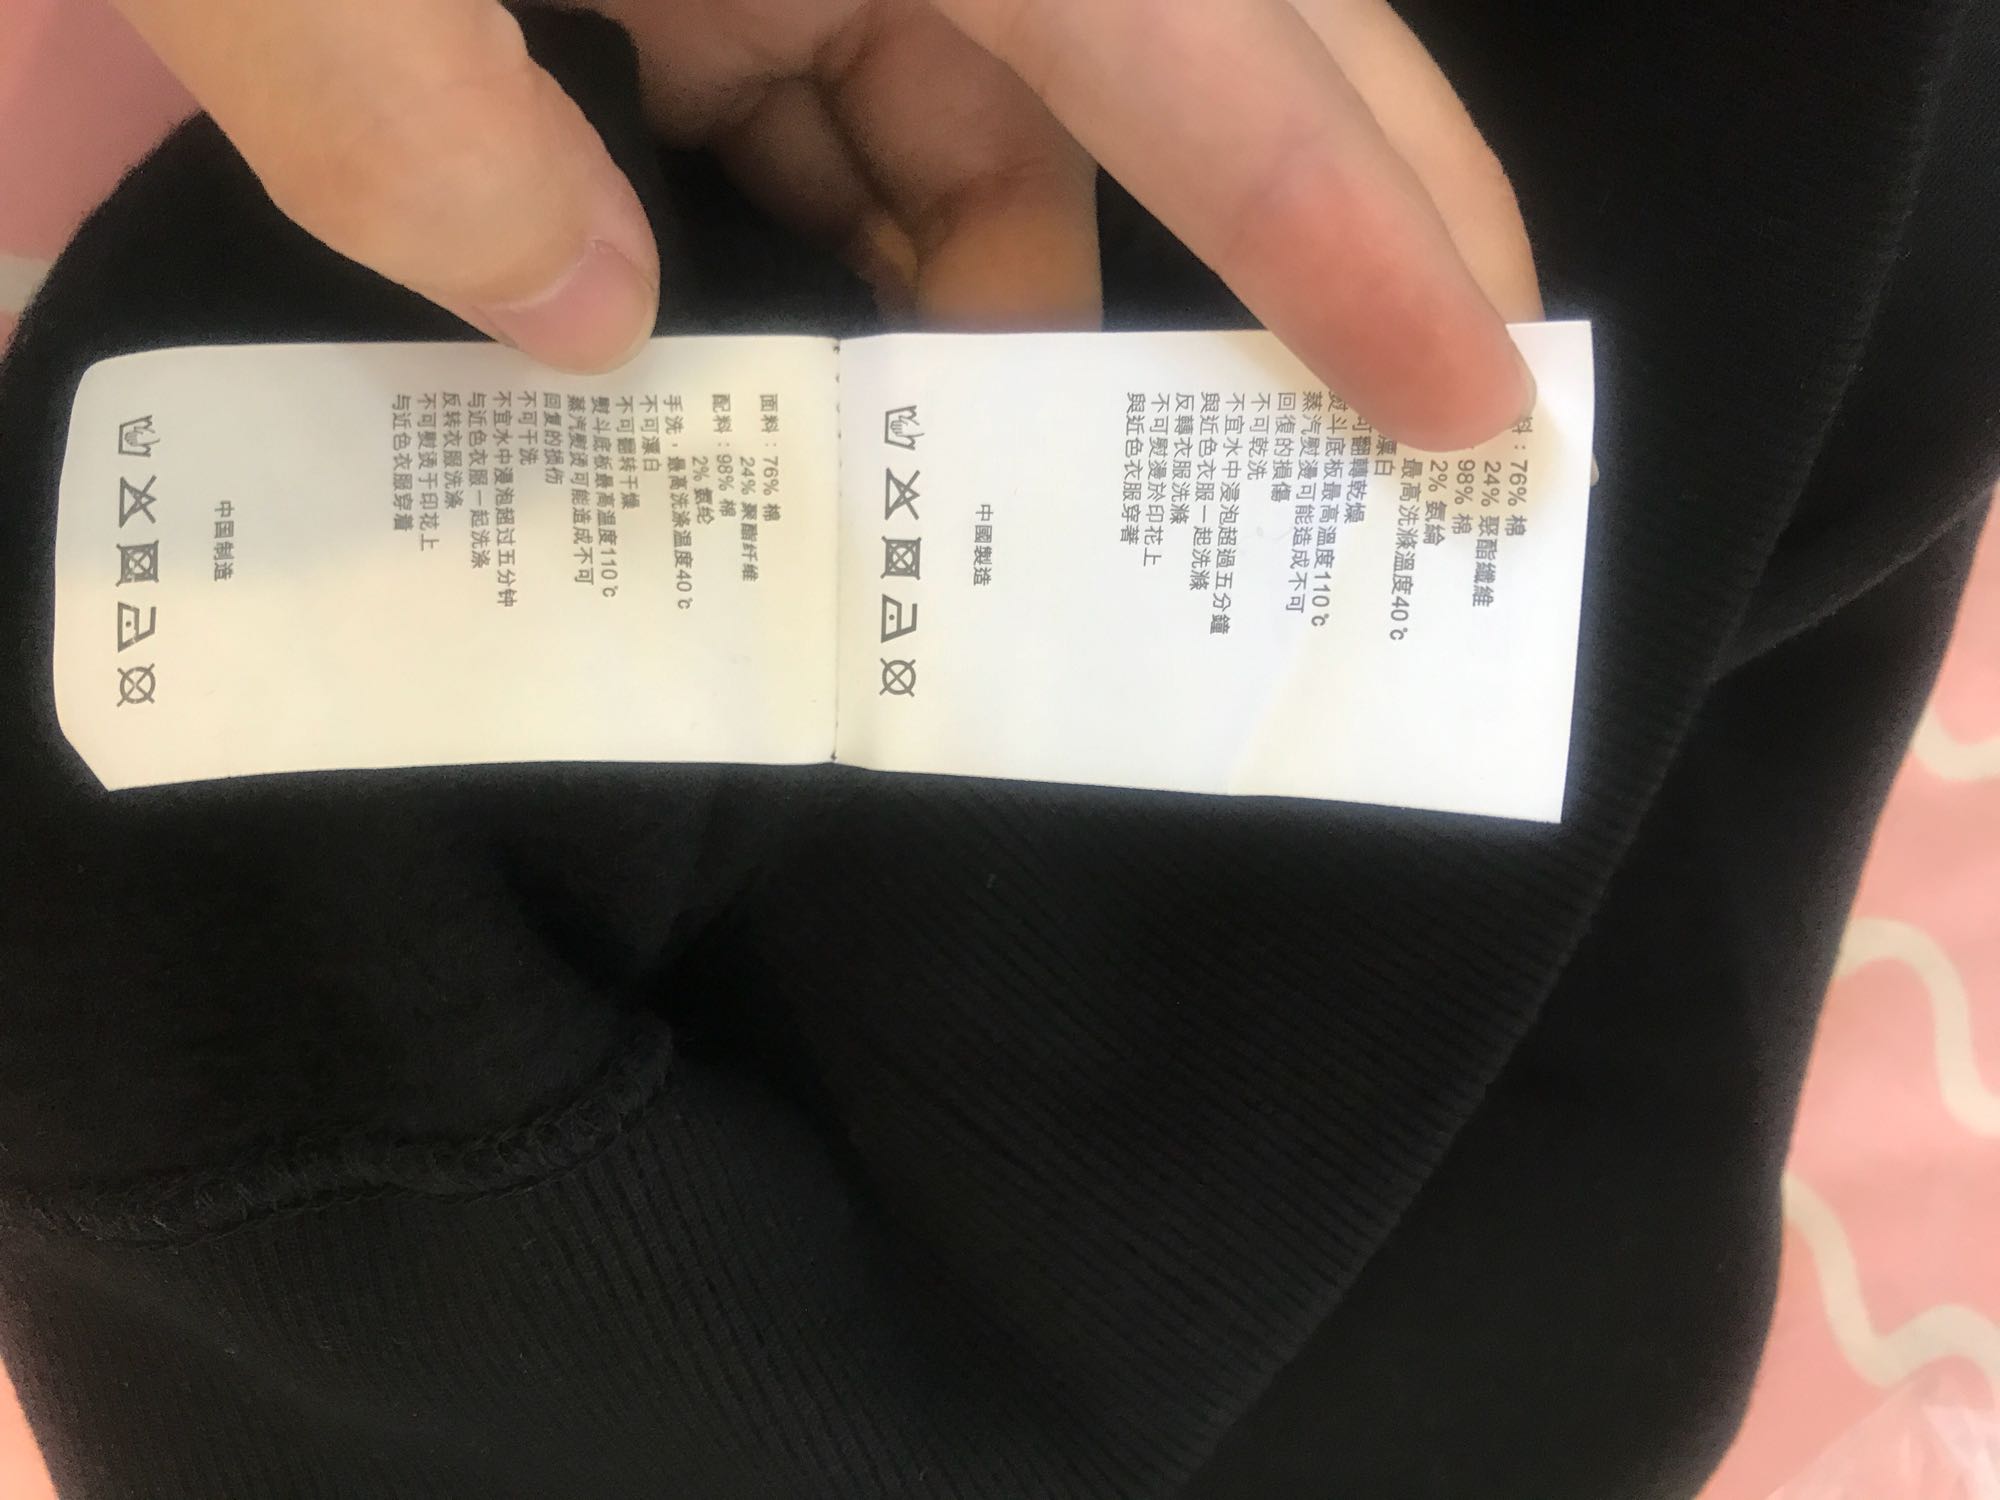 面料：76% 棉
24% 聚酯纤维
配料：98% 棉
2% 氨纶
手洗，最高洗涤温度40℃
不可漂白
不可翻转干燥
熨斗底板最高温度110℃
蒸汽熨烫可能造成不可
回复的损伤
不可干洗
不宜水中浸泡超过五分钟
与近色衣服一起洗涤
反转衣服洗涤
不可熨烫于印花上
与近色衣服穿着
中国制造
料：76% 棉
24% 聚酯纖維
98% 棉
2% 氨綸
最高洗滌溫度40℃
漂白
可翻轉乾燥
熨斗底板最高溫度110℃
蒸汽熨燙可能造成不可
回復的損傷
不可乾洗
不宜水中浸泡超過五分鐘
與近色衣服一起洗滌
反轉衣服洗滌
不可熨燙於印花上
與近色衣服穿著
中國製造